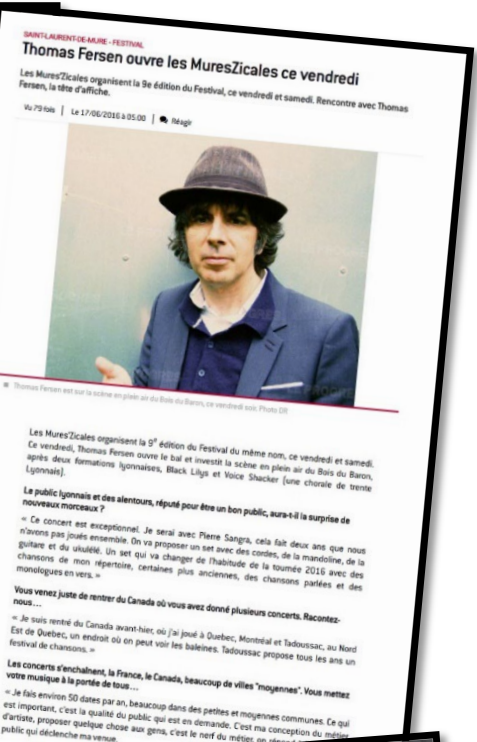 SAINT-LAURENT-DE-MURE - FESTIVAL
Thomas Fersen ouvre les MuresZicales ce vendredi
Les Mures'Zicales organisent la 9e édition du Festival, ce vendredi et samedi. Rencontre avec Thomas
Fersen, la tête d'affiche.
Vu 79 fois | Le 17/06/2016 à 05:00 | Réagir
Thomas Fersen est sur la scène en plein air du Bois du Baron, ce vendredi soir. Photo DR
Les Mures'Zicales organisent la 9e édition du Festival du même nom, ce vendredi et samedi.
Ce vendredi, Thomas Fersen ouvre le bal et investit la scène en plein air du Bois du Baron,
après deux formations lyonnaises, Black Lilys et Voice Shacker (une chorale de trente
Lyonnais).
Le public lyonnais et des alentours, réputé pour être un bon public, aura-t-il la surprise de
nouveaux morceaux ?
« Ce concert est exceptionnel. Je serai avec Pierre Sangra, cela fait deux ans que nous
n'avons pas joués ensemble. On va proposer un set avec des cordes, de la mandoline, de la
guitare et du ukulélé. Un set qui va changer de l'habitude de la tournée 2016 avec des
chansons de mon répertoire, certaines plus anciennes, des chansons parlées et des
monologues en vers. »
Vous venez juste de rentrer du Canada où vous avez donné plusieurs concerts. Racontez-
nous…
« Je suis rentré du Canada avant-hier, où j'ai joué à Quebec, Montréal et Tadoussac, au Nord
Est de Quebec, un endroit où on peut voir les baleines. Tadoussac propose tous les ans un
festival de chansons. »
Les concerts s'enchaînent, la France, le Canada, beaucoup de villes "moyennes". Vous mettez
votre musique à la portée de tous…
« Je fais environ 50 dates par an, beaucoup dans des petites et moyennes communes. Ce qui
est important, c'est la qualité du public qui est en demande. C'est ma conception du métier
d'artiste, proposer quelque chose aux gens, c'est le nerf du métier, on
public qui déclenche ma venue.